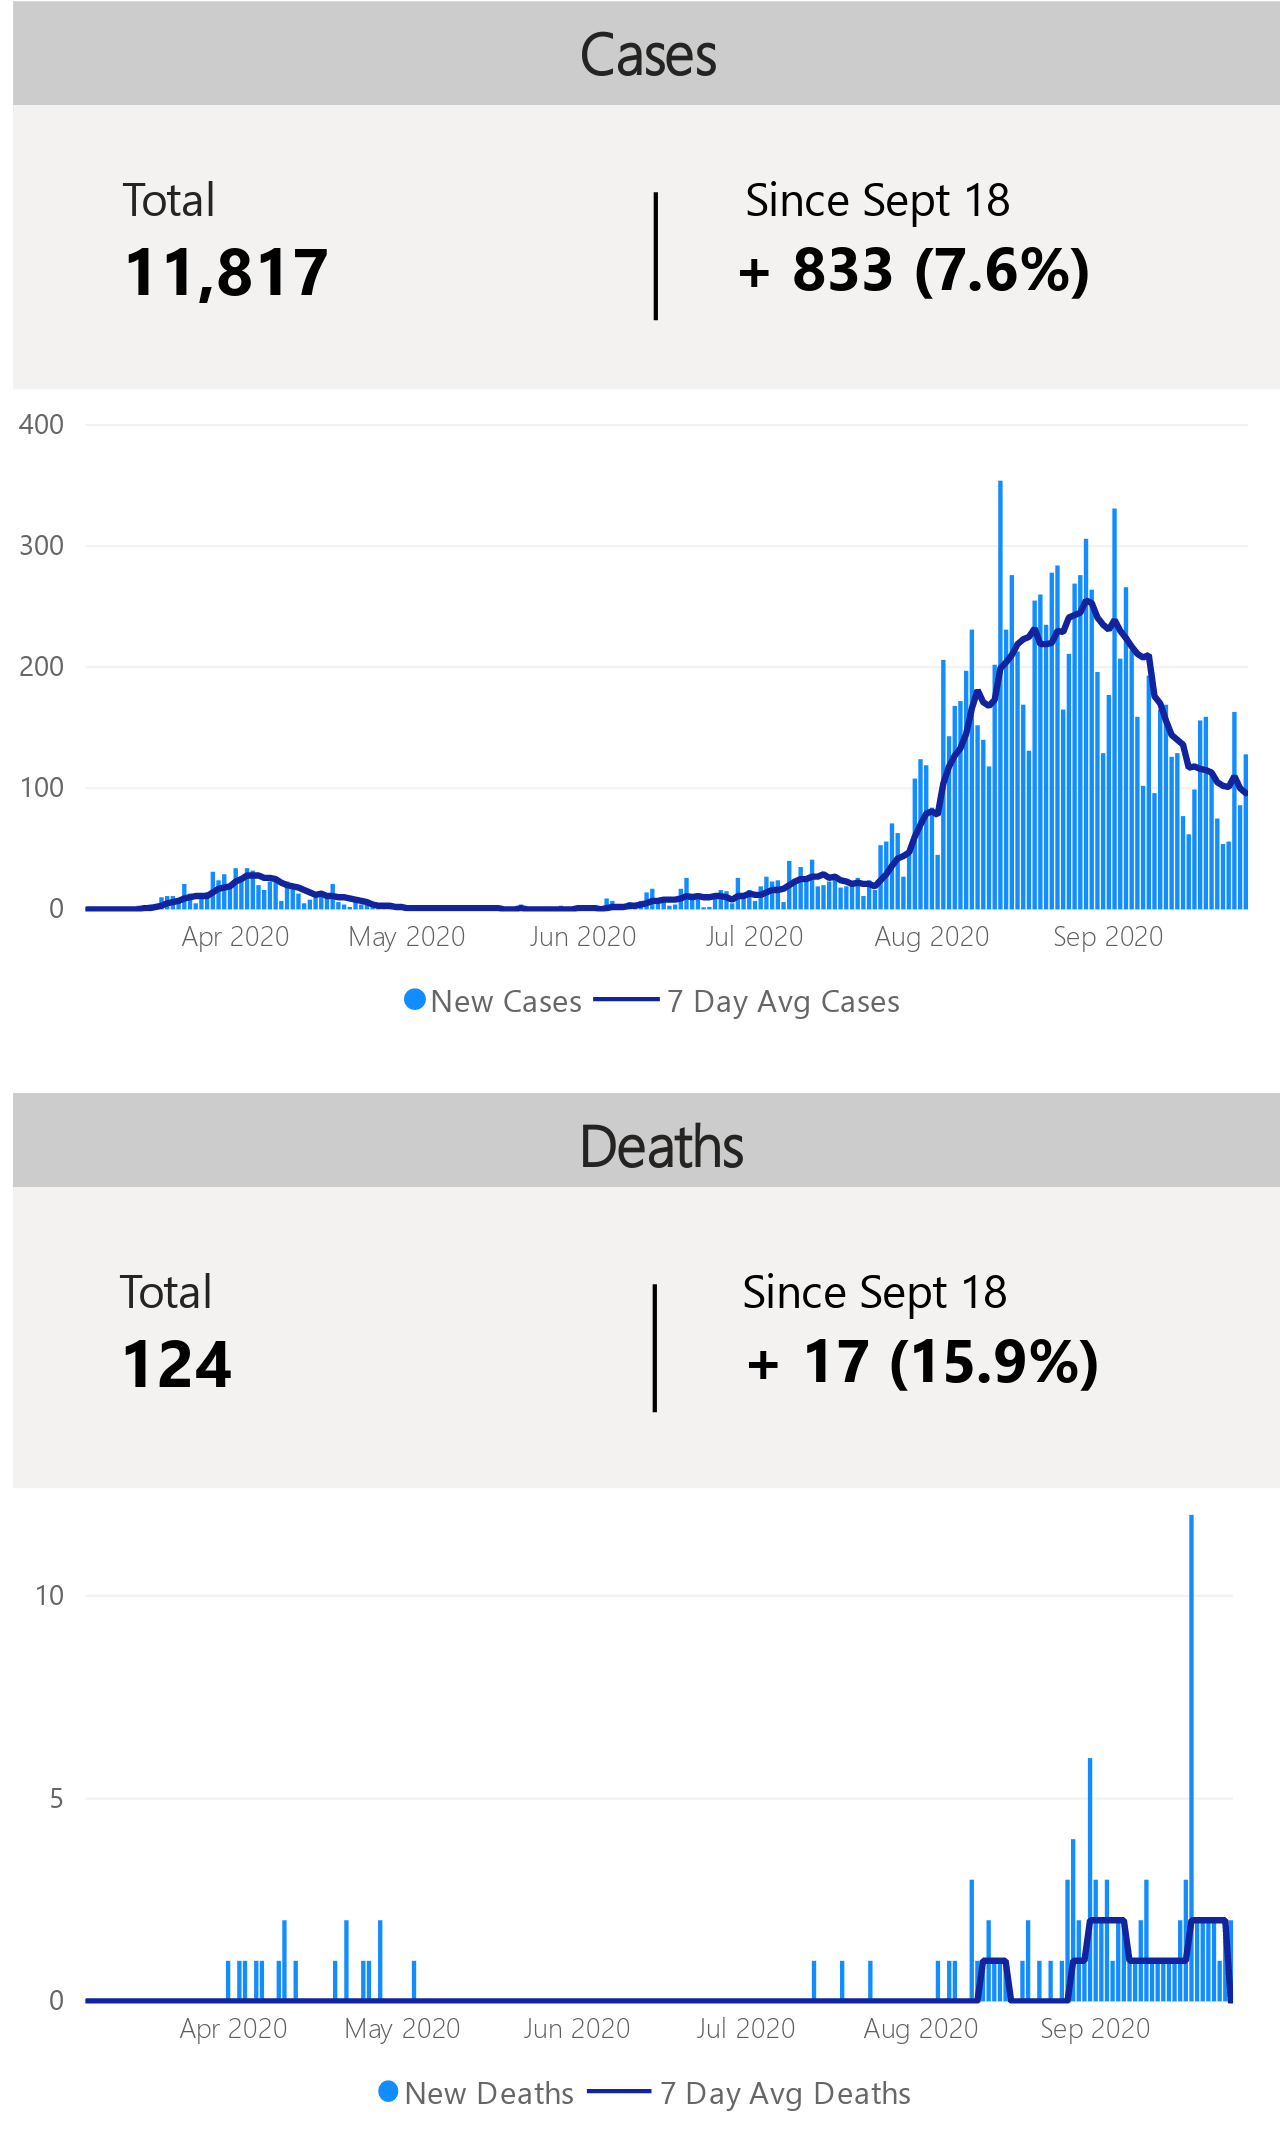 Cases
Total
Since Sept 18
11,817
+ 833 (7.6%)
400
300
200
100
0
Apr 2020 May 2020 Jun 2020 Jul 2020 Aug 2020 Sep 2020
New Cases 7 Day Avg Cases
Deaths
Total
Since Sept 18
124
+ 17 (15.9%)
10
5
0
Apr 2020 May 2020 Jun 2020 Jul 2020 Aug 2020 Sep 2020
New Deaths 7 Day Avg Deaths